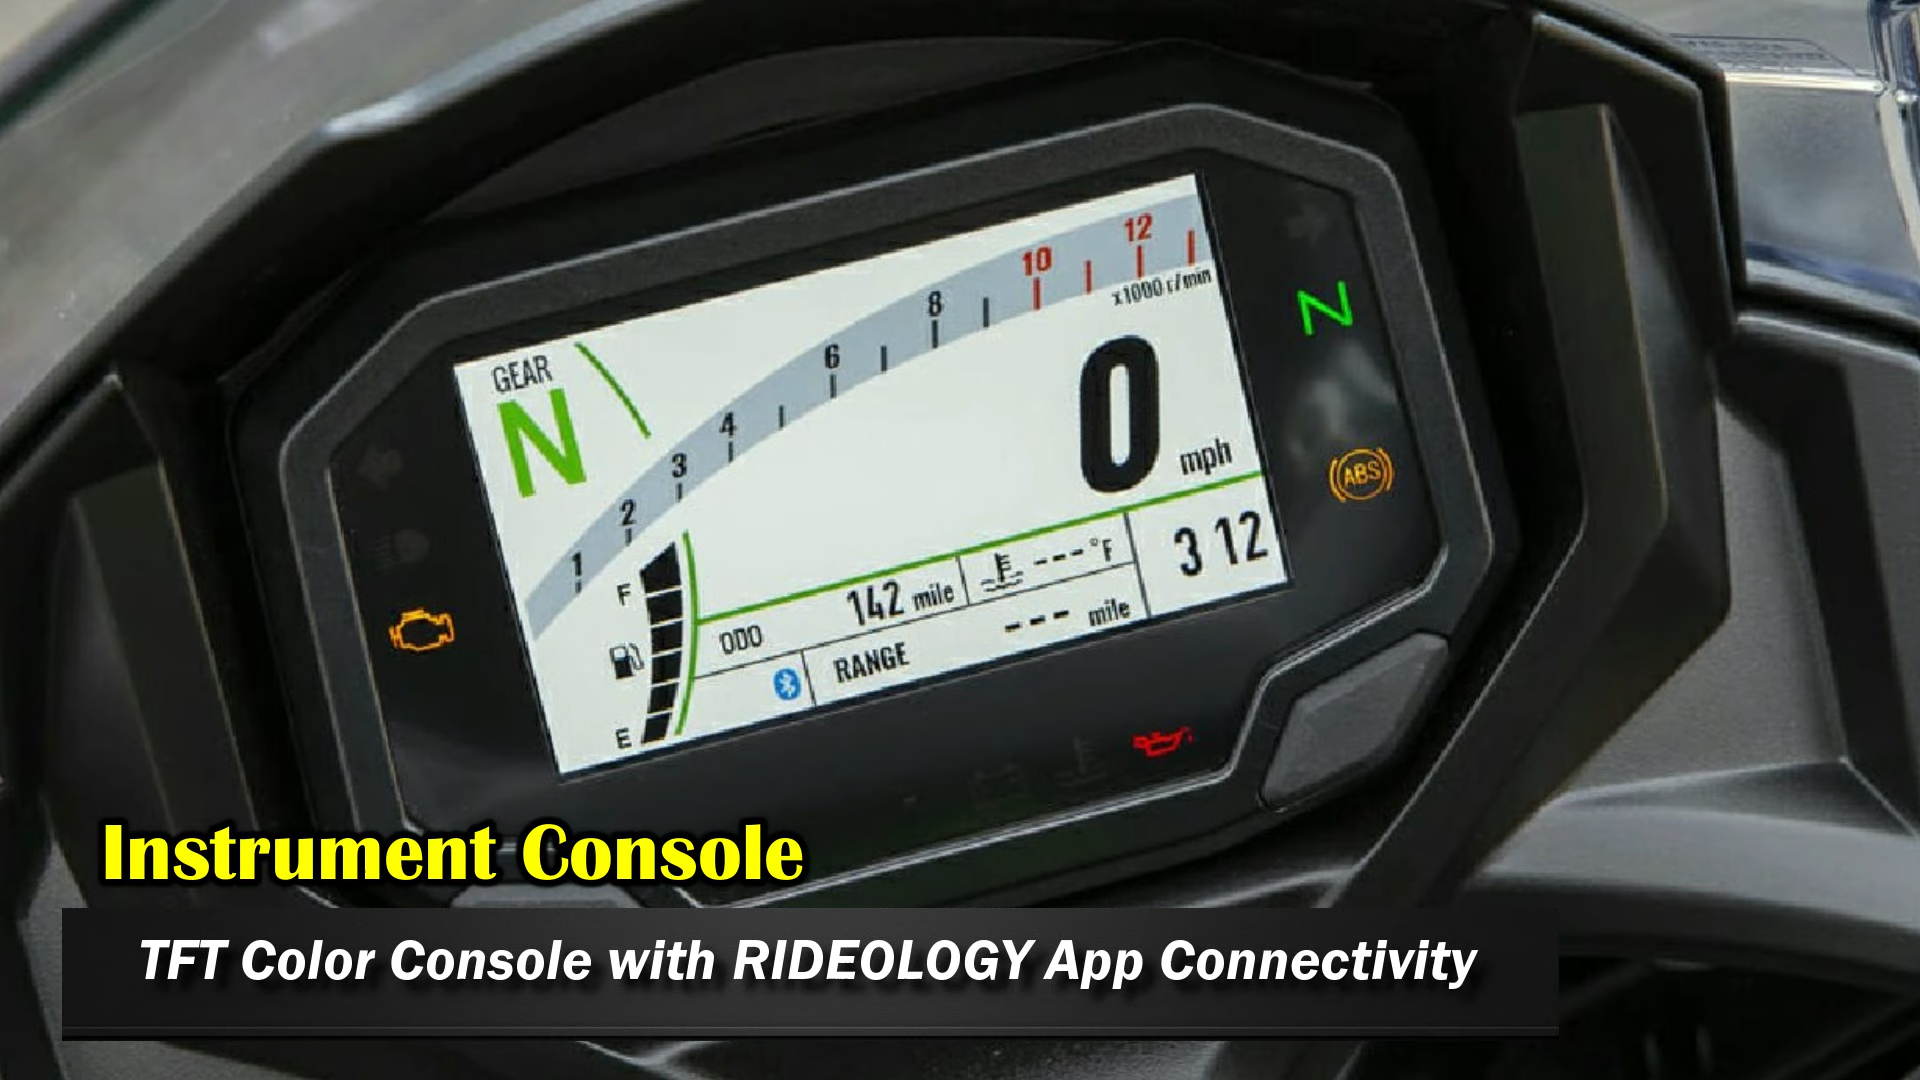 12
10
x1000 r/min
8
6
4
3
2
1
GEAR
N
N
0
mph
ABS
F
E
ODO 142 mile
---°F
3 12
RANGE --- mile
Instrument Console
TFT Color Console with RIDEOLOGY App Connectivity